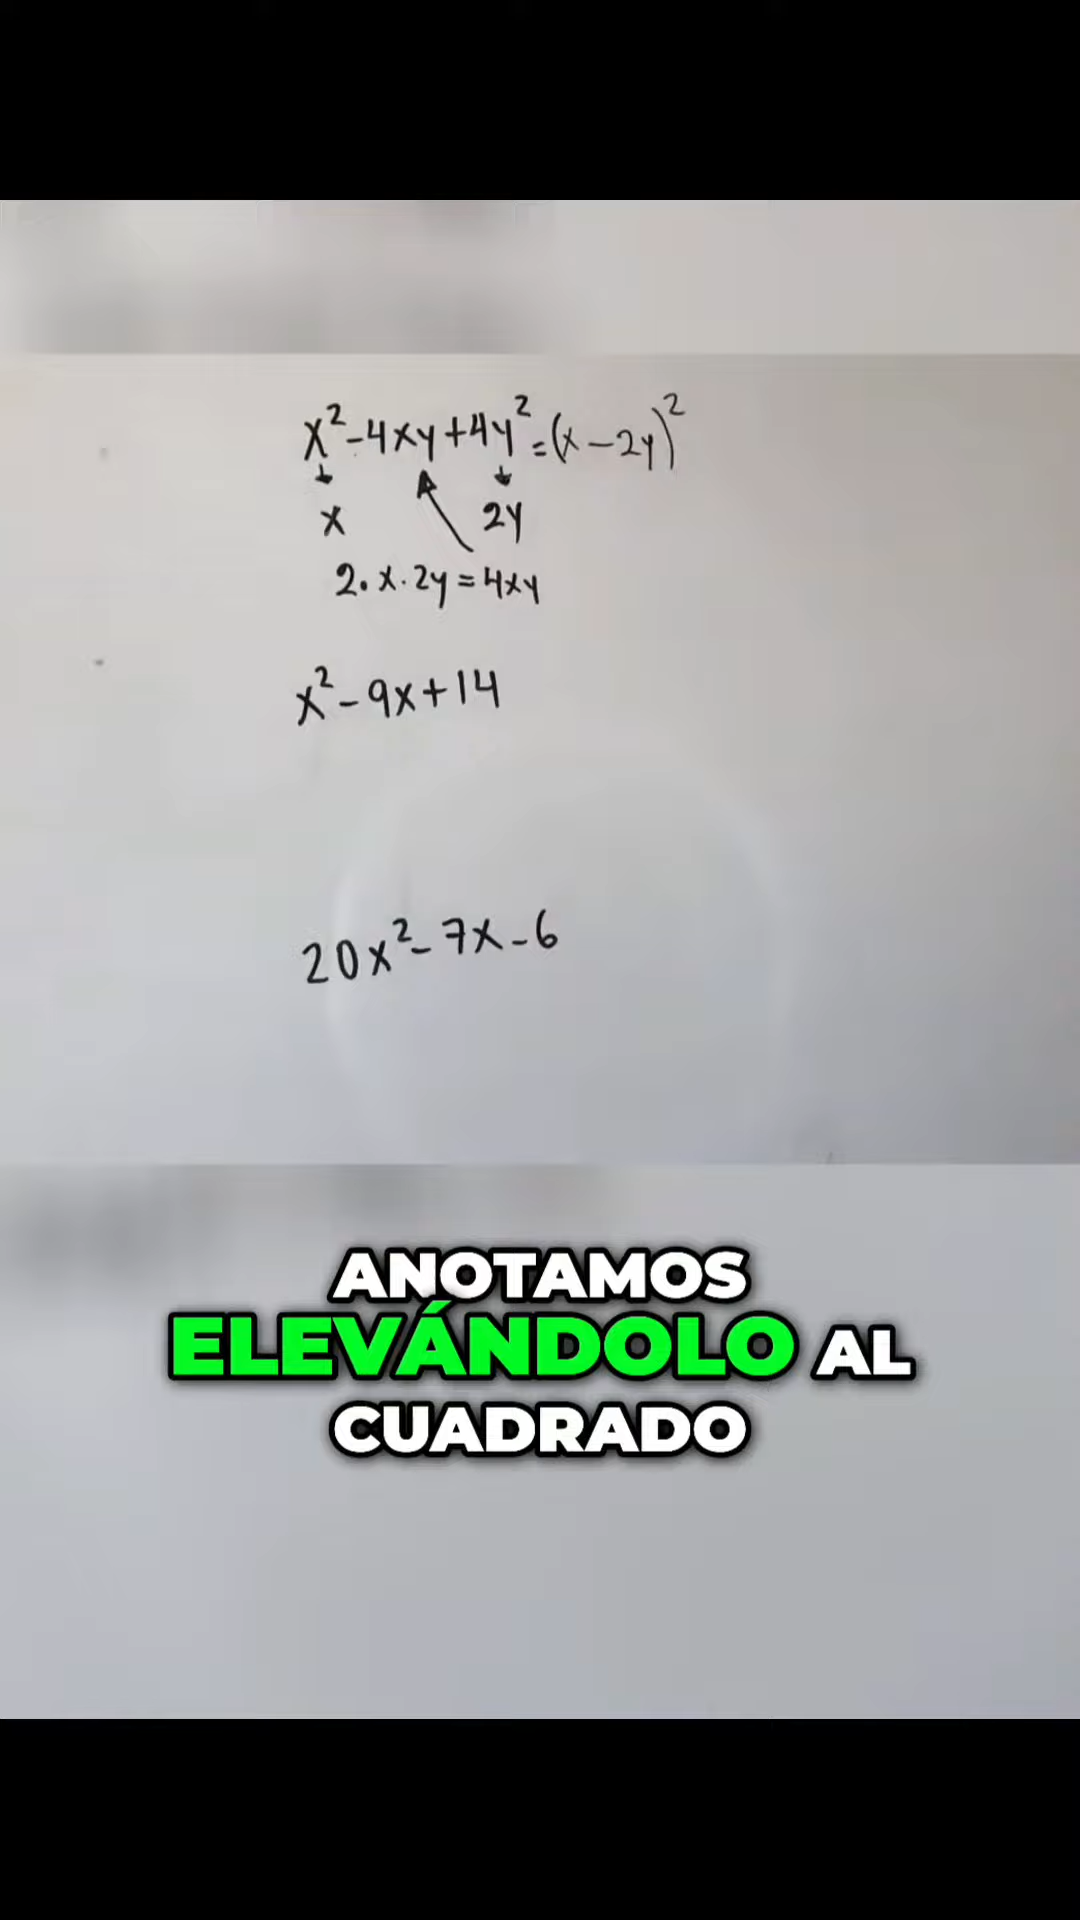 x² - 4xy + 4y² = (x - 2y)²
x 2y
2 · x · 2y = 4xy
x² - 9x + 14
20x² - 7x - 6
ANOTAMOS
ELEVÁNDOLO AL
CUADRADO